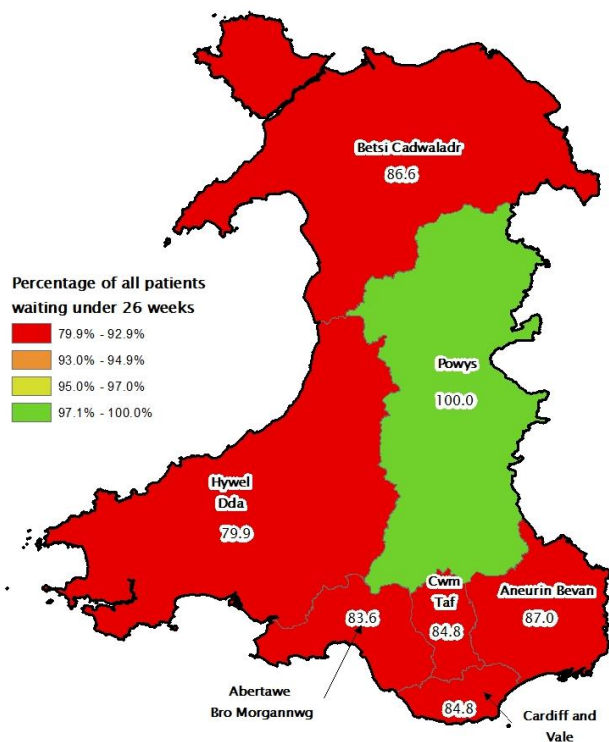 Betsi Cadwaladr
86.6
Percentage of all patients
waiting under 26 weeks
79.9% - 92.9%
93.0% - 94.9%
95.0% - 97.0%
97.1% - 100.0%
Powys
100.0
Hywel
Dda
79.9
Cwm
Taf
84.8
Aneurin Bevan
87.0
83.6
Abertawe
Bro Morgannwg
84.8
Cardiff and
Vale